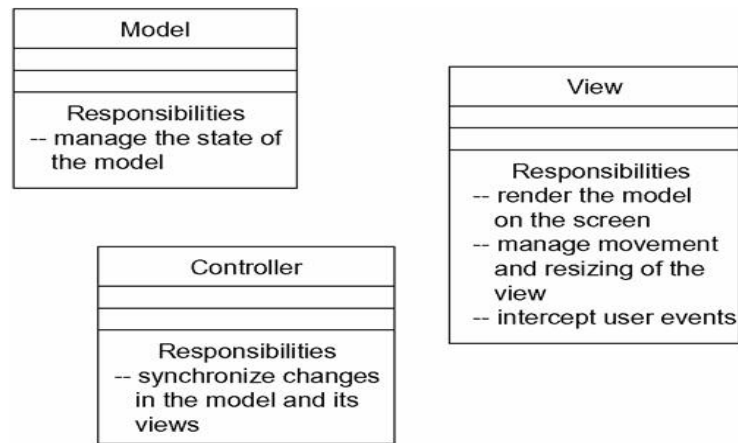 Model
Responsibilities
-- manage the state of
the model
View
Responsibilities
-- render the model
on the screen
-- manage movement
and resizing of the
view
-- intercept user events
Controller
Responsibilities
-- synchronize changes
in the model and its
views